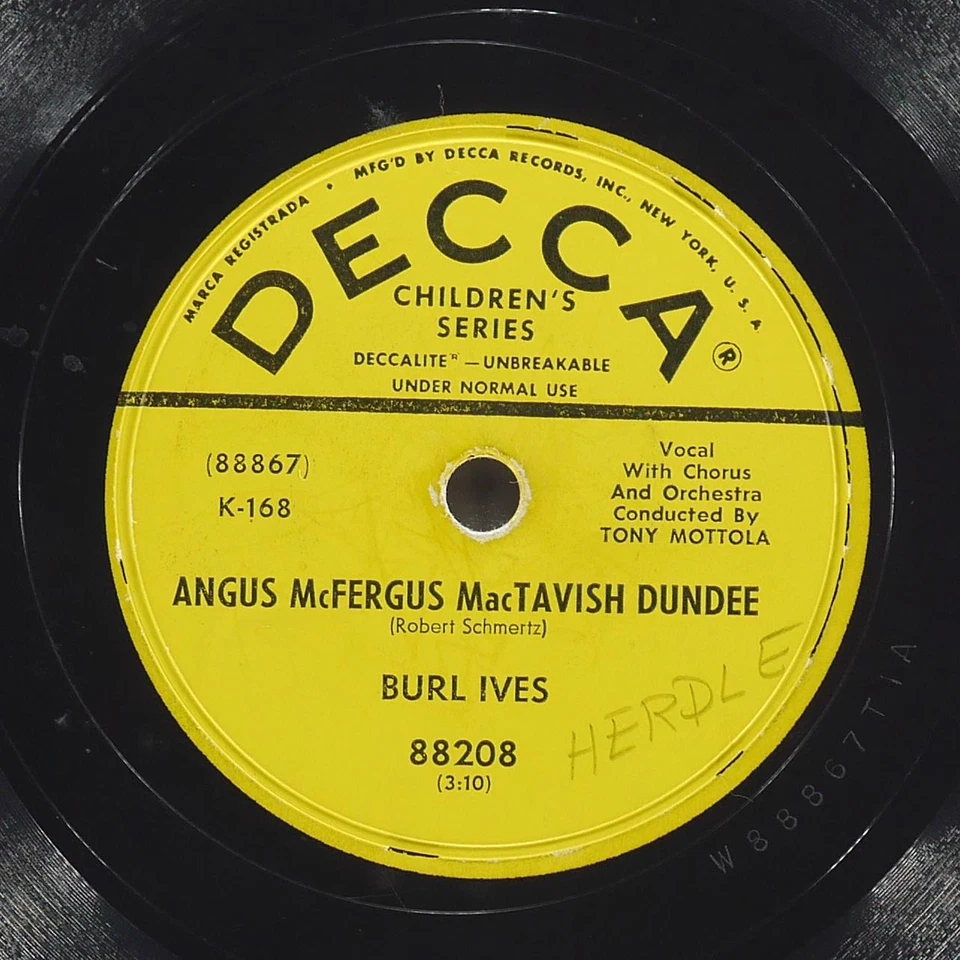 MARCA REGISTRADA • MFG'D BY DECCA RECORDS, INC., NEW YORK, U. S. A.
DECCA®
CHILDREN'S
SERIES
DECCALITE® — UNBREAKABLE
UNDER NORMAL USE
(88867)
K-168
Vocal
With Chorus
And Orchestra
Conducted By
TONY MOTTOLA
ANGUS McFERGUS MacTAVISH DUNDEE
(Robert Schmertz)
BURL IVES
HERDLE
88208
(3:10)
W 88867 T1A